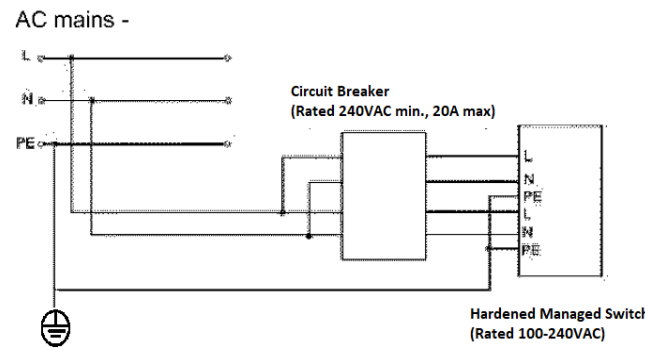 AC mains -
L
N
PE
Circuit Breaker
(Rated 240VAC min., 20A max)
L
N
PE
L
N
PE
Hardened Managed Switch
(Rated 100-240VAC)